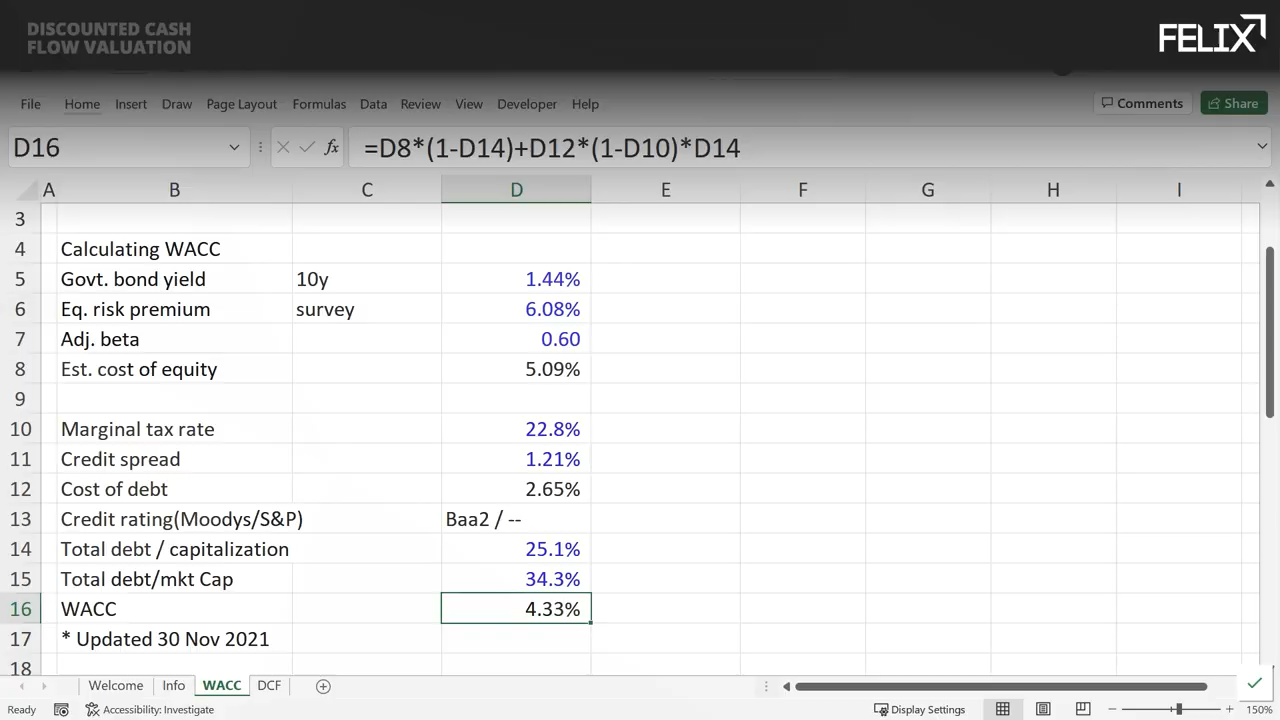 DISCOUNTED CASH
FLOW VALUATION
FELIX
File Home Insert Draw Page Layout Formulas Data Review View Developer Help Comments Share
D16 fx =D8*(1-D14)+D12*(1-D10)*D14
A B C D E F G H I
3
4 Calculating WACC
5 Govt. bond yield 10y 1.44%
6 Eq. risk premium survey 6.08%
7 Adj. beta 0.60
8 Est. cost of equity 5.09%
9
10 Marginal tax rate 22.8%
11 Credit spread 1.21%
12 Cost of debt 2.65%
13 Credit rating(Moodys/S&P) Baa2 / --
14 Total debt / capitalization 25.1%
15 Total debt/mkt Cap 34.3%
16 WACC 4.33%
17 * Updated 30 Nov 2021
18
Welcome Info WACC DCF
Ready Accessibility: Investigate Display Settings 150%